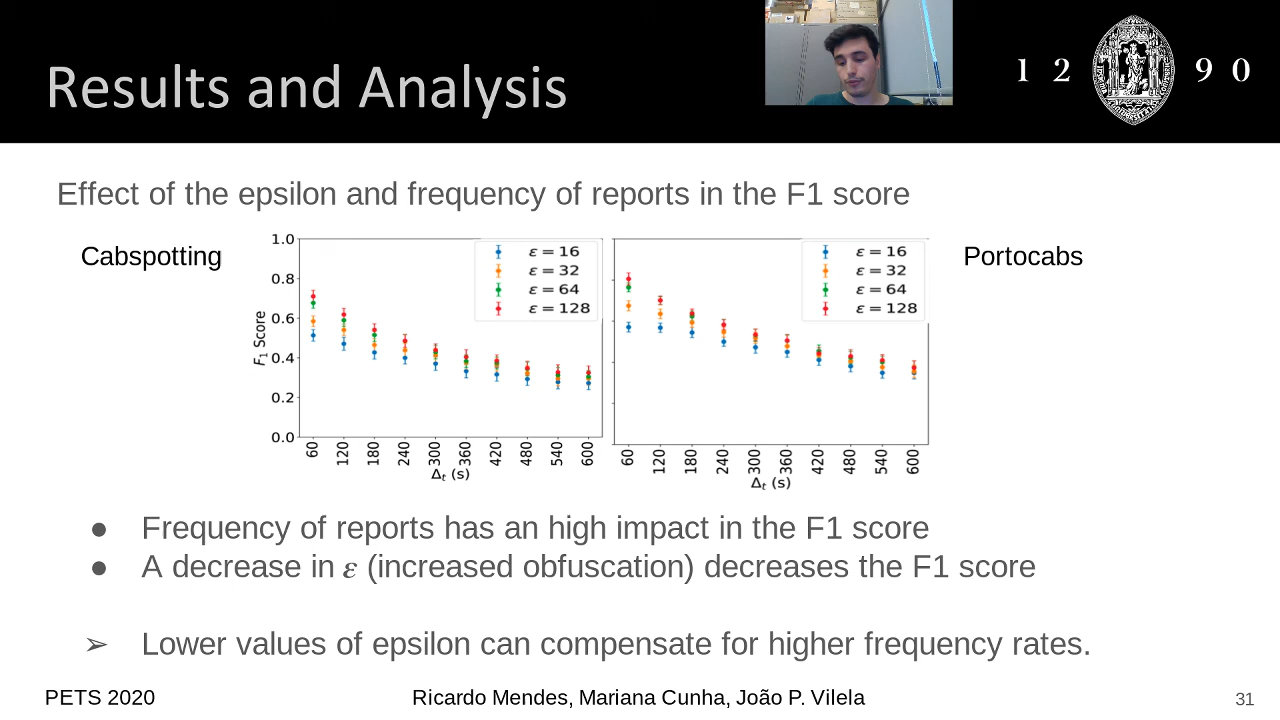 Results and Analysis
1 2 9 0
Effect of the epsilon and frequency of reports in the F1 score
Cabspotting
Portocabs
1.0
0.8
0.6
0.4
0.2
0.0
F1 Score
ε = 16
ε = 32
ε = 64
ε = 128
60 120 180 240 300 360 420 480 540 600
Δt (s)
ε = 16
ε = 32
ε = 64
ε = 128
60 120 180 240 300 360 420 480 540 600
Δt (s)
● Frequency of reports has an high impact in the F1 score
● A decrease in ε (increased obfuscation) decreases the F1 score
➢ Lower values of epsilon can compensate for higher frequency rates.
PETS 2020
Ricardo Mendes, Mariana Cunha, João P. Vilela
31